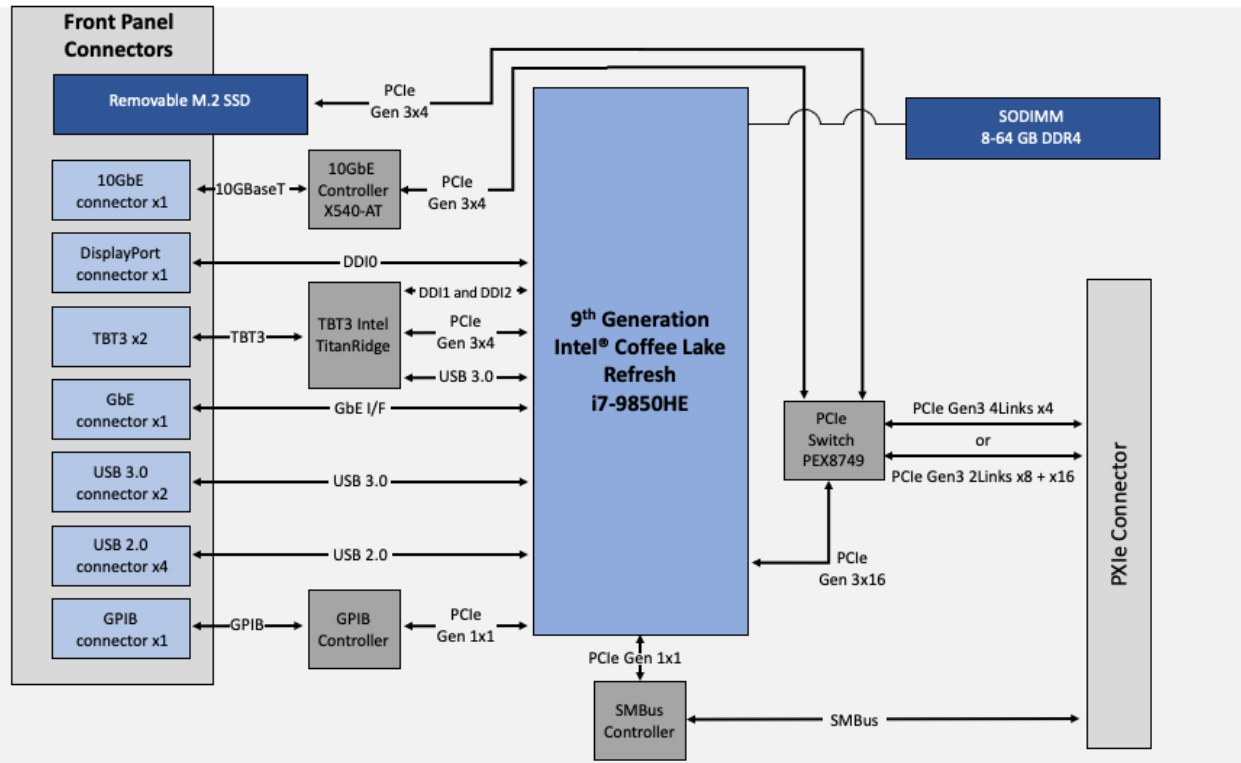 Front Panel
Connectors
Removable M.2 SSD
PCIe
Gen 3x4
SODIMM
8-64 GB DDR4
10GbE
connector x1
10GBaseT
10GbE
Controller
X540-AT
PCIe
Gen 3x4
DisplayPort
connector x1
DDI0
TBT3 x2
TBT3
TBT3 Intel
TitanRidge
DDI1 and DDI2
PCIe
Gen 3x4
USB 3.0
9th Generation
Intel® Coffee Lake
Refresh
i7-9850HE
GbE
connector x1
GbE I/F
PCIe
Switch
PEX8749
PCIe Gen3 4Links x4
or
PCIe Gen3 2Links x8 + x16
PXIe Connector
USB 3.0
connector x2
USB 3.0
USB 2.0
connector x4
USB 2.0
PCIe
Gen 3x16
GPIB
connector x1
GPIB
GPIB
Controller
PCIe
Gen 1x1
PCIe Gen 1x1
SMBus
Controller
SMBus